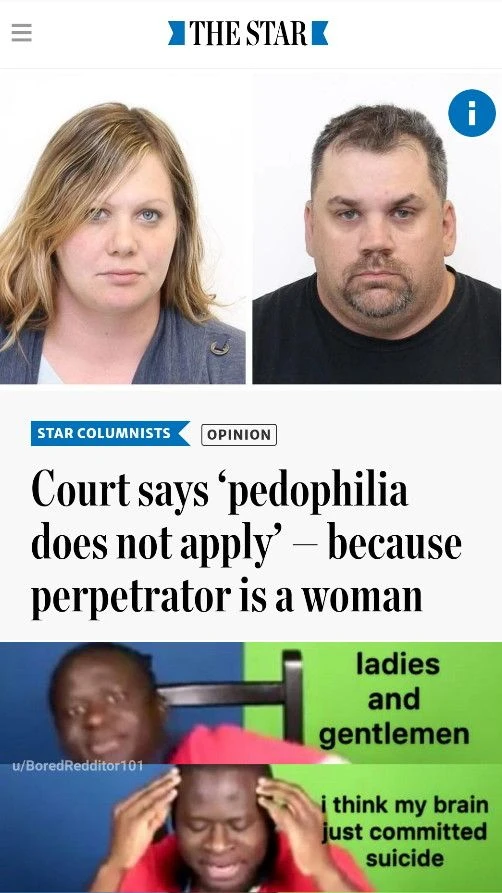 THE STAR
i
STAR COLUMNISTS OPINION
Court says ‘pedophilia
does not apply’ — because
perpetrator is a woman
ladies
and
gentlemen
u/BoredRedditor101
i think my brain
just committed
suicide